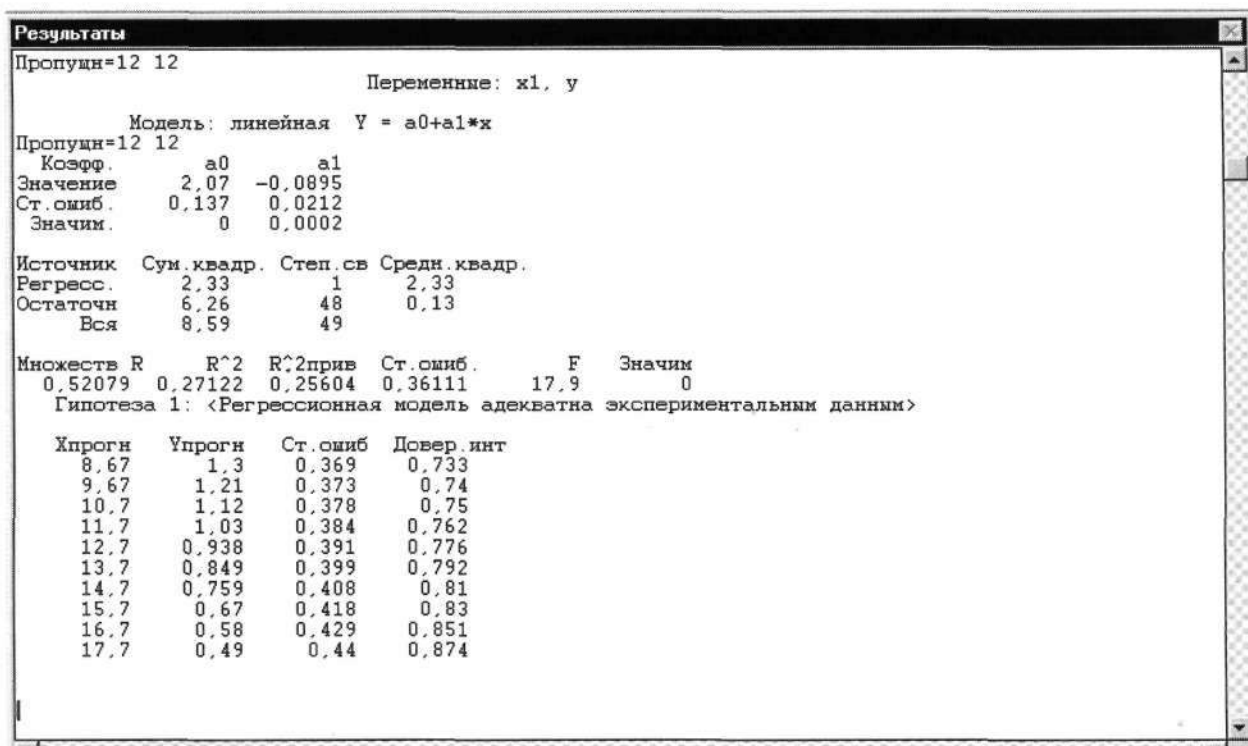 Результаты
Пропущн=12 12
Переменные: x1, y
Модель: линейная Y = a0+a1*x
Пропущн=12 12
Коэфф. a0 a1
Значение 2,07 -0,0895
Ст.ошиб. 0,137 0,0212
Значим. 0 0,0002
Источник Сум.квадр. Степ.св Средн.квадр.
Регресс. 2,33 1 2,33
Остаточн 6,26 48 0,13
Вся 8,59 49
Множеств R R^2 R^2прив Ст.ошиб. F Значим
0,52079 0,27122 0,25604 0,36111 17,9 0
Гипотеза 1: <Регрессионная модель адекватна экспериментальным данным>
Xпрогн Yпрогн Ст.ошиб Довер.инт
8,67 1,3 0,369 0,733
9,67 1,21 0,373 0,74
10,7 1,12 0,378 0,75
11,7 1,03 0,384 0,762
12,7 0,938 0,391 0,776
13,7 0,849 0,399 0,792
14,7 0,759 0,408 0,81
15,7 0,67 0,418 0,83
16,7 0,58 0,429 0,851
17,7 0,49 0,44 0,874